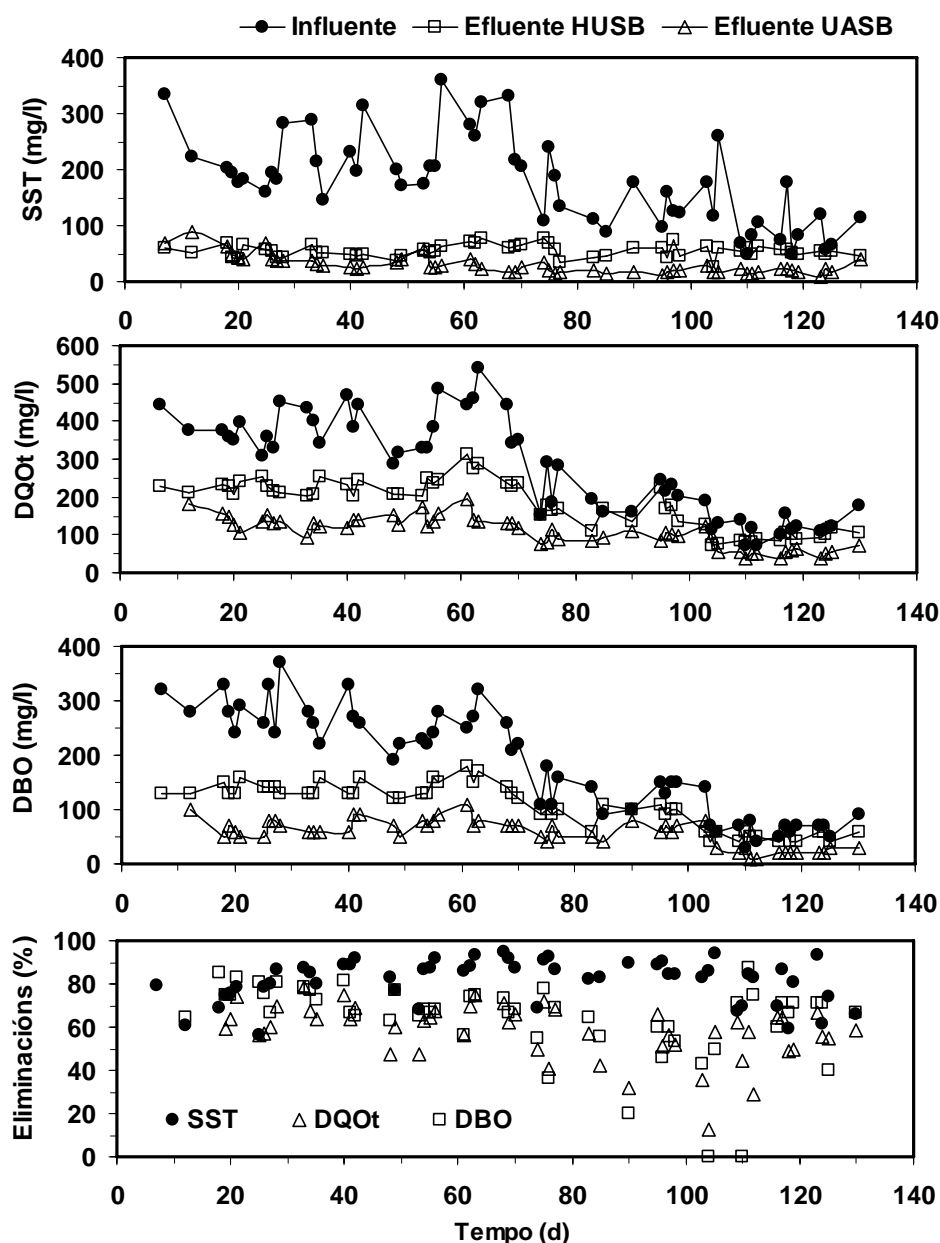 Influente Efluente HUSB Efluente UASB
SST (mg/l)
400
300
200
100
0
0 20 40 60 80 100 120 140
DQOt (mg/l)
600
500
400
300
200
100
0
0 20 40 60 80 100 120 140
DBO (mg/l)
400
300
200
100
0
0 20 40 60 80 100 120 140
Eliminacións (%)
100
80
60
40
20
0
SST DQOt DBO
0 20 40 60 80 100 120 140
Tempo (d)